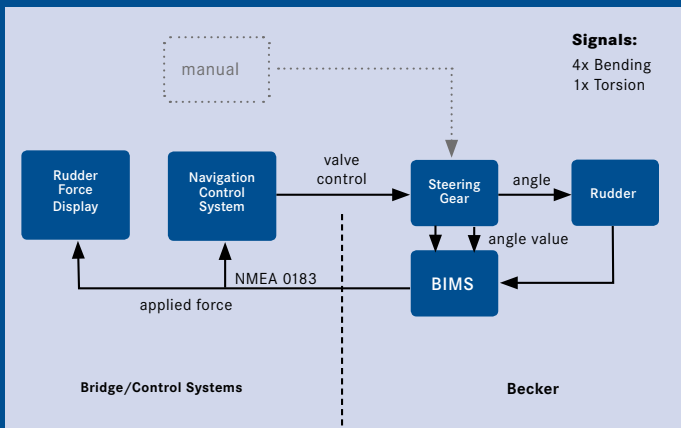 Signals:
4x Bending
1x Torsion
manual
valve
control
Rudder
Force
Display
Navigation
Control
System
Steering
Gear
angle
Rudder
angle value
BIMS
NMEA 0183
applied force
Bridge/Control Systems
Becker